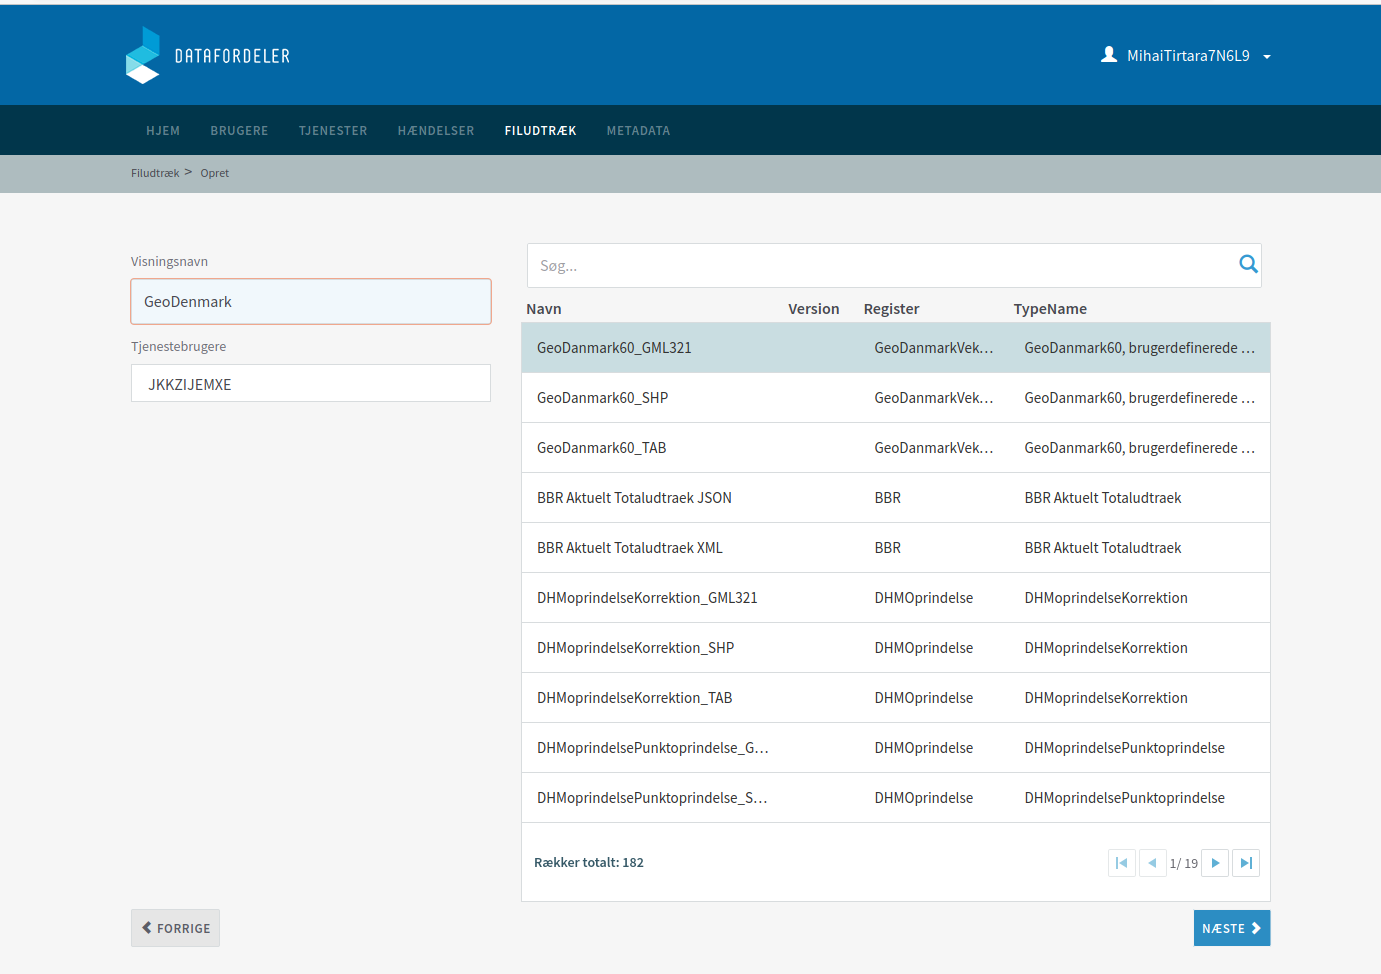 DATAFORDELER
MihaiTirtara7N6L9
HJEM BRUGERE TJENESTER HÆNDELSER FILUDTRÆK METADATA
Filudtræk > Opret
Visningsnavn
GeoDenmark
Tjenestebrugere
JKKZIJEMXE
Søg...
Navn Version Register TypeName
GeoDanmark60_GML321 GeoDanmarkVek... GeoDanmark60, brugerdefinerede ...
GeoDanmark60_SHP GeoDanmarkVek... GeoDanmark60, brugerdefinerede ...
GeoDanmark60_TAB GeoDanmarkVek... GeoDanmark60, brugerdefinerede ...
BBR Aktuelt Totaludtraek JSON BBR BBR Aktuelt Totaludtraek
BBR Aktuelt Totaludtraek XML BBR BBR Aktuelt Totaludtraek
DHMoprindelseKorrektion_GML321 DHMOprindelse DHMoprindelseKorrektion
DHMoprindelseKorrektion_SHP DHMOprindelse DHMoprindelseKorrektion
DHMoprindelseKorrektion_TAB DHMOprindelse DHMoprindelseKorrektion
DHMoprindelsePunktoprindelse_G... DHMOprindelse DHMoprindelsePunktoprindelse
DHMoprindelsePunktoprindelse_S... DHMOprindelse DHMoprindelsePunktoprindelse
Rækker totalt: 182 1/ 19
FORRIGE NÆSTE